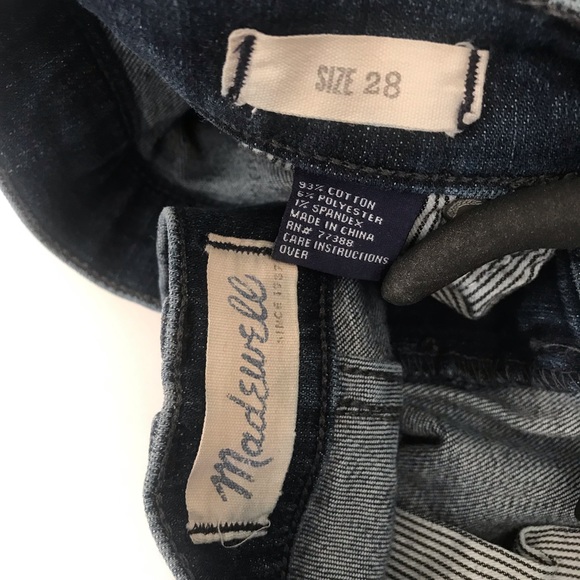 SIZE 28
93% COTTON
6% POLYESTER
1% SPANDEX
MADE IN CHINA
RN# 77388
CARE INSTRUCTIONS
OVER
Madewell
SINCE 1937